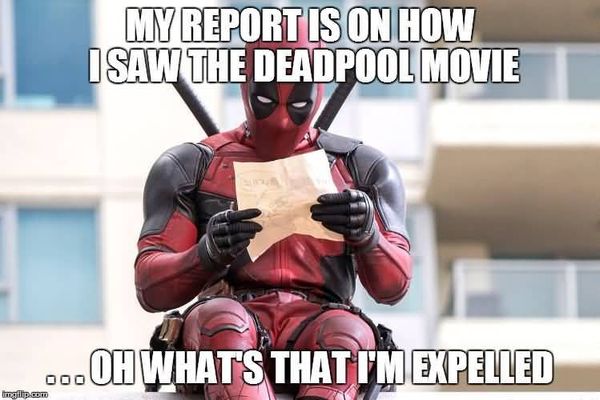 MY REPORT IS ON HOW
I SAW THE DEADPOOL MOVIE
. . . OH WHAT'S THAT I'M EXPELLED
imgflip.com